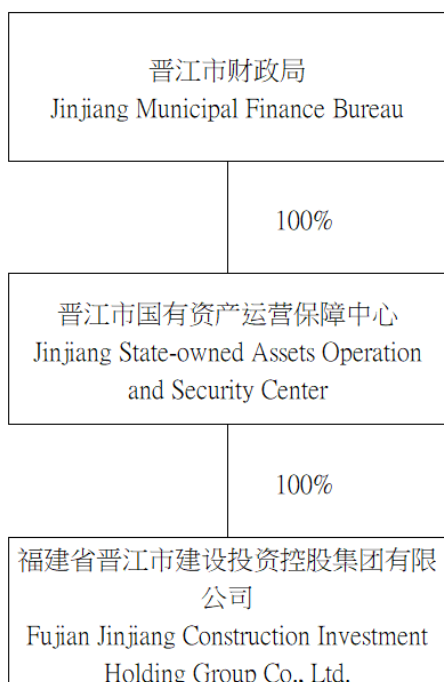 晋江市财政局
Jinjiang Municipal Finance Bureau
100%
晋江市国有资产运营保障中心
Jinjiang State-owned Assets Operation
and Security Center
100%
福建省晋江市建设投资控股集团有限
公司
Fujian Jinjiang Construction Investment
Holding Group Co., Ltd.